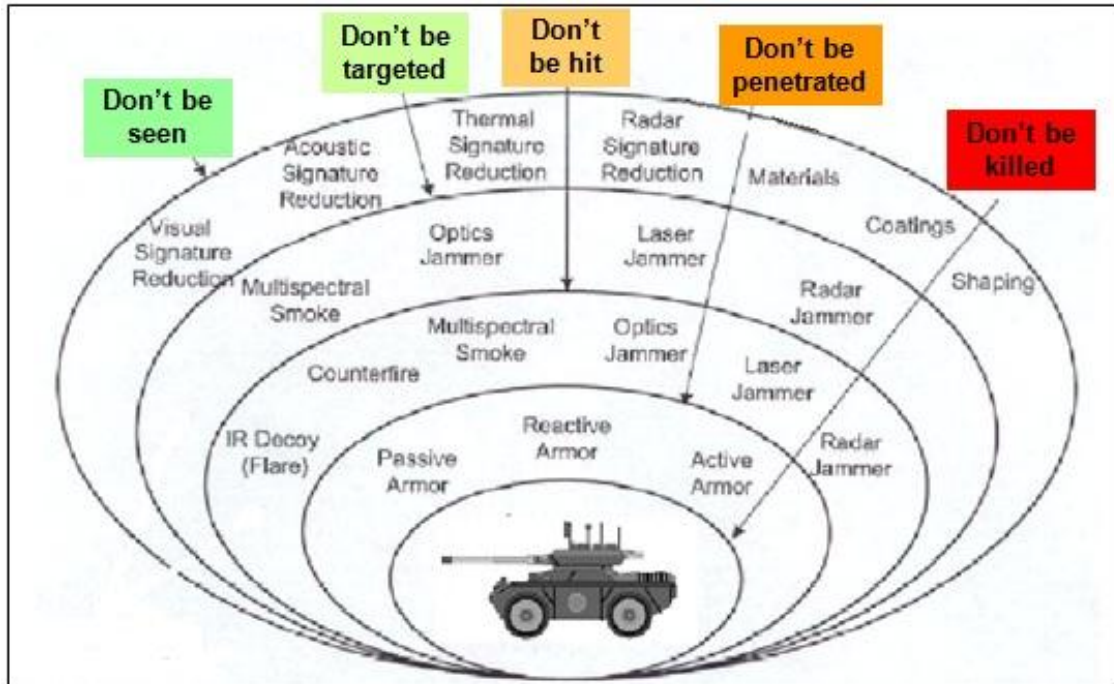 Don't be
seen
Don't be
targeted
Don't
be hit
Don't be
penetrated
Don't be
killed
Visual
Signature
Reduction
Acoustic
Signature
Reduction
Thermal
Signature
Reduction
Radar
Signature
Reduction
Materials
Coatings
Shaping
Multispectral
Smoke
Optics
Jammer
Laser
Jammer
Radar
Jammer
IR Decoy
(Flare)
Counterfire
Multispectral
Smoke
Optics
Jammer
Laser
Jammer
Radar
Jammer
Passive
Armor
Reactive
Armor
Active
Armor